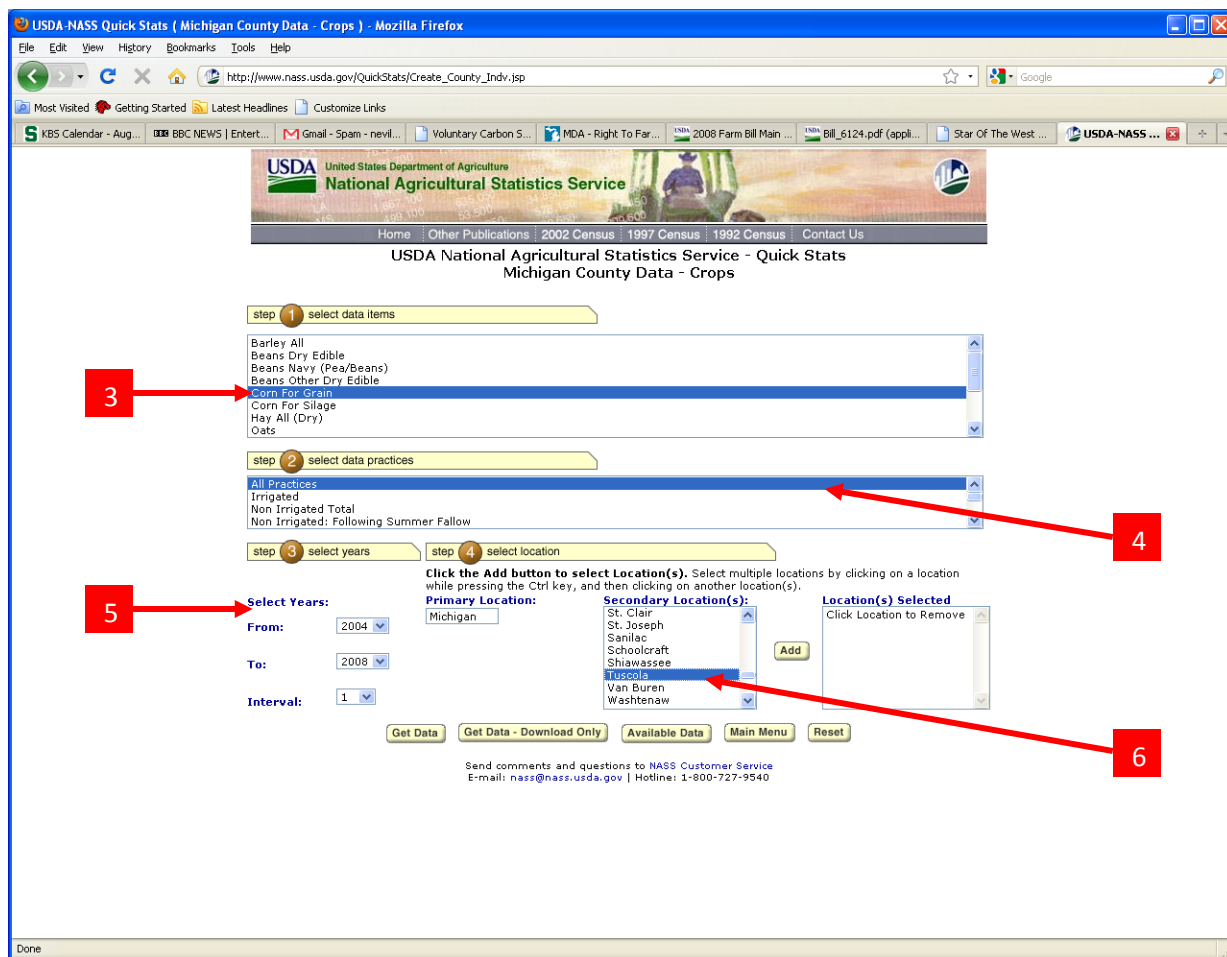 USDA-NASS Quick Stats ( Michigan County Data - Crops ) - Mozilla Firefox
File Edit View History Bookmarks Tools Help
http://www.nass.usda.gov/QuickStats/Create_County_Indv.jsp
Google
Most Visited Getting Started Latest Headlines Customize Links
KBS Calendar - Aug... BBC NEWS | Entert... Gmail - Spam - nevil... Voluntary Carbon S... MDA - Right To Far... 2008 Farm Bill Main ... Bill_6124.pdf (appli... Star Of The West ... USDA-NASS ...
USDA United States Department of Agriculture
National Agricultural Statistics Service
Home Other Publications 2002 Census 1997 Census 1992 Census Contact Us
USDA National Agricultural Statistics Service - Quick Stats
Michigan County Data - Crops
step 1 select data items
Barley All
Beans Dry Edible
Beans Navy (Pea/Beans)
Beans Other Dry Edible
3
Corn For Grain
Corn For Silage
Hay All (Dry)
Oats
step 2 select data practices
All Practices
Irrigated
Non Irrigated Total
Non Irrigated: Following Summer Fallow
4
step 3 select years
step 4 select location
Click the Add button to select Location(s). Select multiple locations by clicking on a location
while pressing the Ctrl key, and then clicking on another location(s).
5
Select Years:
From: 2004
To: 2008
Interval: 1
Primary Location:
Michigan
Secondary Location(s):
St. Clair
St. Joseph
Sanilac
Schoolcraft
Shiawassee
Tuscola
Van Buren
Washtenaw
Add
Location(s) Selected
Click Location to Remove
6
Get Data Get Data - Download Only Available Data Main Menu Reset
Send comments and questions to NASS Customer Service
E-mail: nass@nass.usda.gov | Hotline: 1-800-727-9540
Done